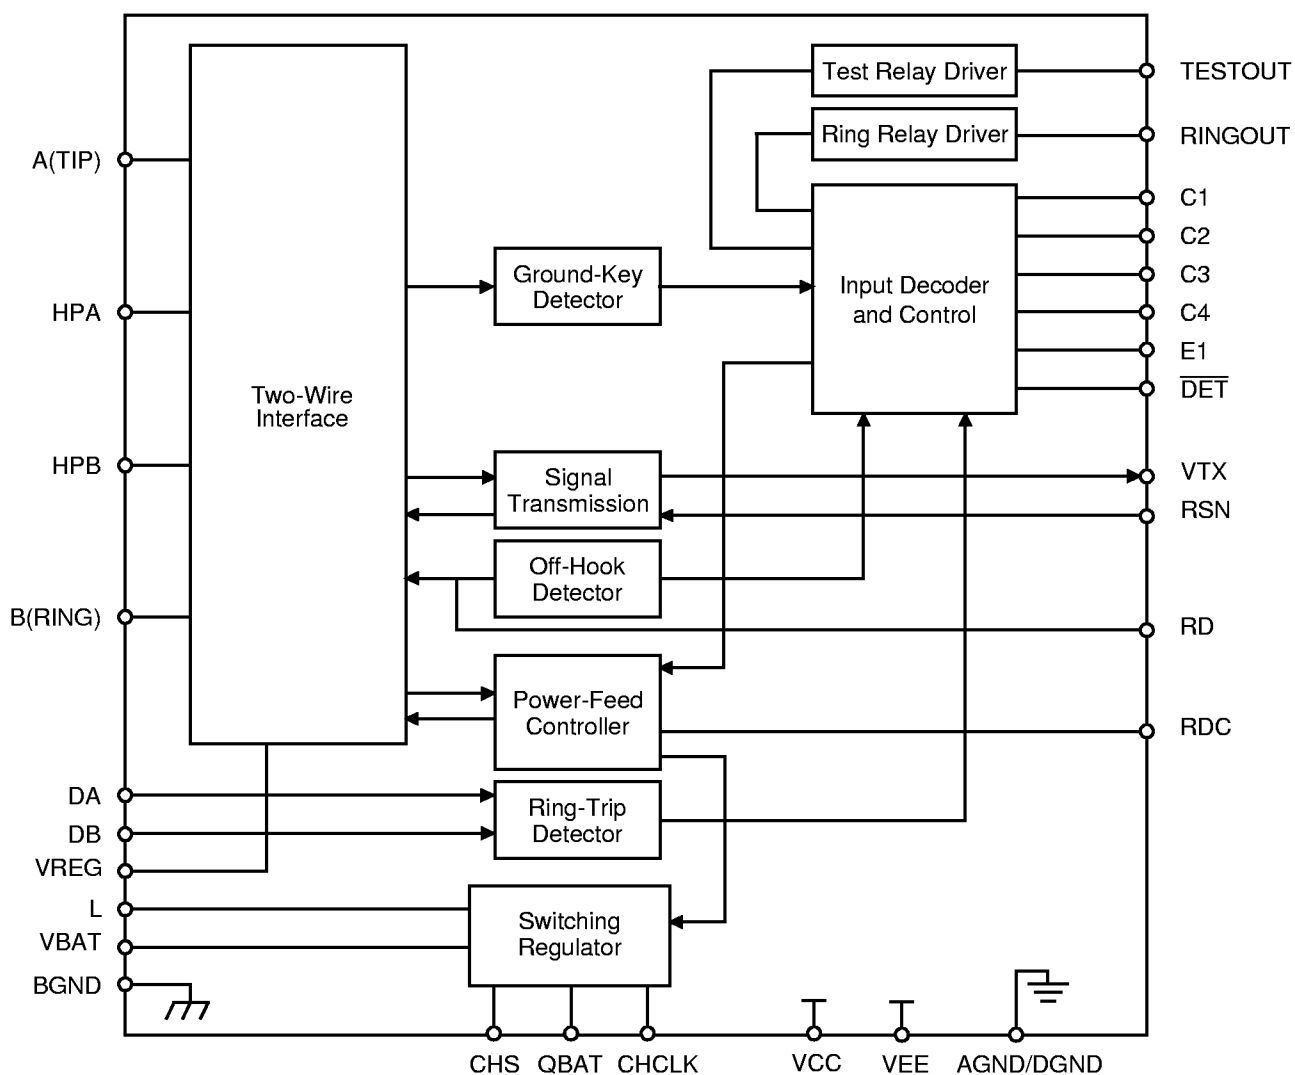 Test Relay Driver
TESTOUT
Ring Relay Driver
RINGOUT
A(TIP)
C1
C2
Ground-Key
Detector
Input Decoder
and Control
C3
HPA
C4
E1
DET
Two-Wire
Interface
HPB
Signal
Transmission
VTX
RSN
Off-Hook
Detector
B(RING)
RD
Power-Feed
Controller
RDC
DA
DB
Ring-Trip
Detector
VREG
L
VBAT
Switching
Regulator
BGND
CHS
QBAT
CHCLK
VCC
VEE
AGND/DGND